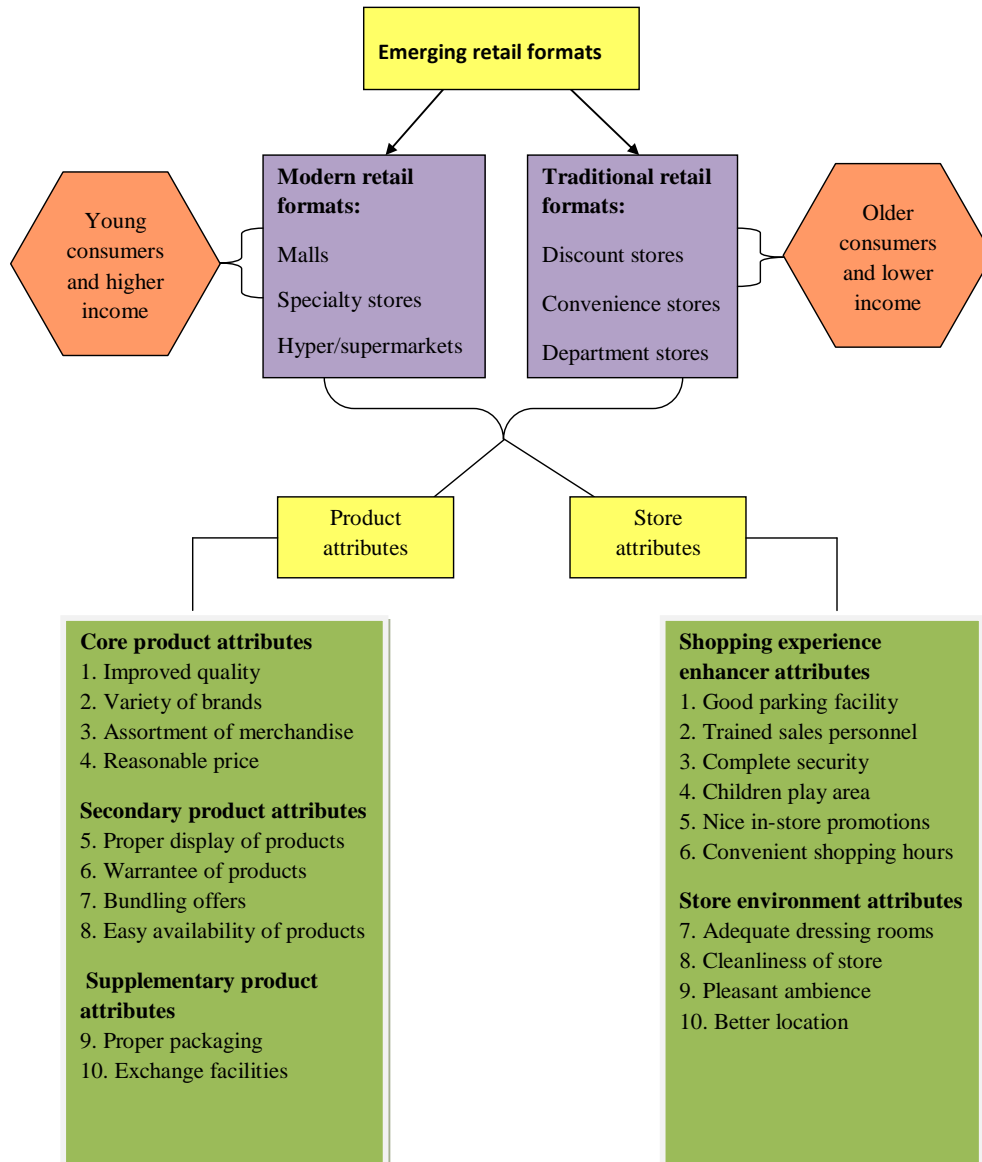 Emerging retail formats
Modern retail
formats:
Malls
Specialty stores
Hyper/supermarkets
Traditional retail
formats:
Discount stores
Convenience stores
Department stores
Young
consumers
and higher
income
Older
consumers
and lower
income
Product
attributes
Store
attributes
Core product attributes
1. Improved quality
2. Variety of brands
3. Assortment of merchandise
4. Reasonable price
Secondary product attributes
5. Proper display of products
6. Warrantee of products
7. Bundling offers
8. Easy availability of products
Supplementary product
attributes
9. Proper packaging
10. Exchange facilities
Shopping experience
enhancer attributes
1. Good parking facility
2. Trained sales personnel
3. Complete security
4. Children play area
5. Nice in-store promotions
6. Convenient shopping hours
Store environment attributes
7. Adequate dressing rooms
8. Cleanliness of store
9. Pleasant ambience
10. Better location